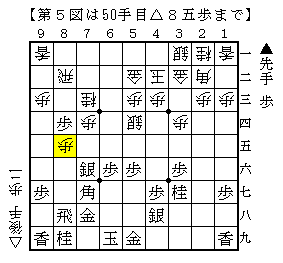 【第５図は50手目△８五歩まで】
9 8 7 6 5 4 3 2 1
香 銀 桂 香 一
飛 金 王 金 角 二
歩 桂 歩 歩 歩 歩 三
歩 歩 銀 歩 四
歩 五
銀 歩 歩 歩 六
歩 角 歩 桂 歩 七
飛 金 銀 八
香 桂 玉 金 香 九
▲先手 歩
△後手 歩二